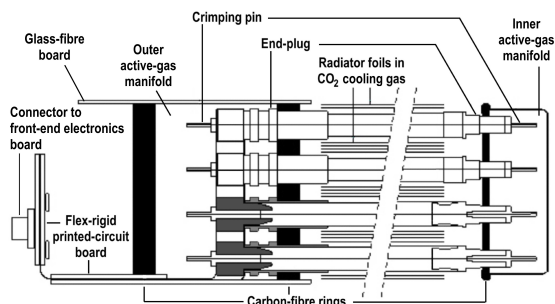 Crimping pin
Glass-fibre
board
Outer
active-gas
manifold
End-plug
Radiator foils in
CO₂ cooling gas
Inner
active-gas
manifold
Connector to
front-end electronics
board
Flex-rigid
printed-circuit
board
Carbon-fibre rings